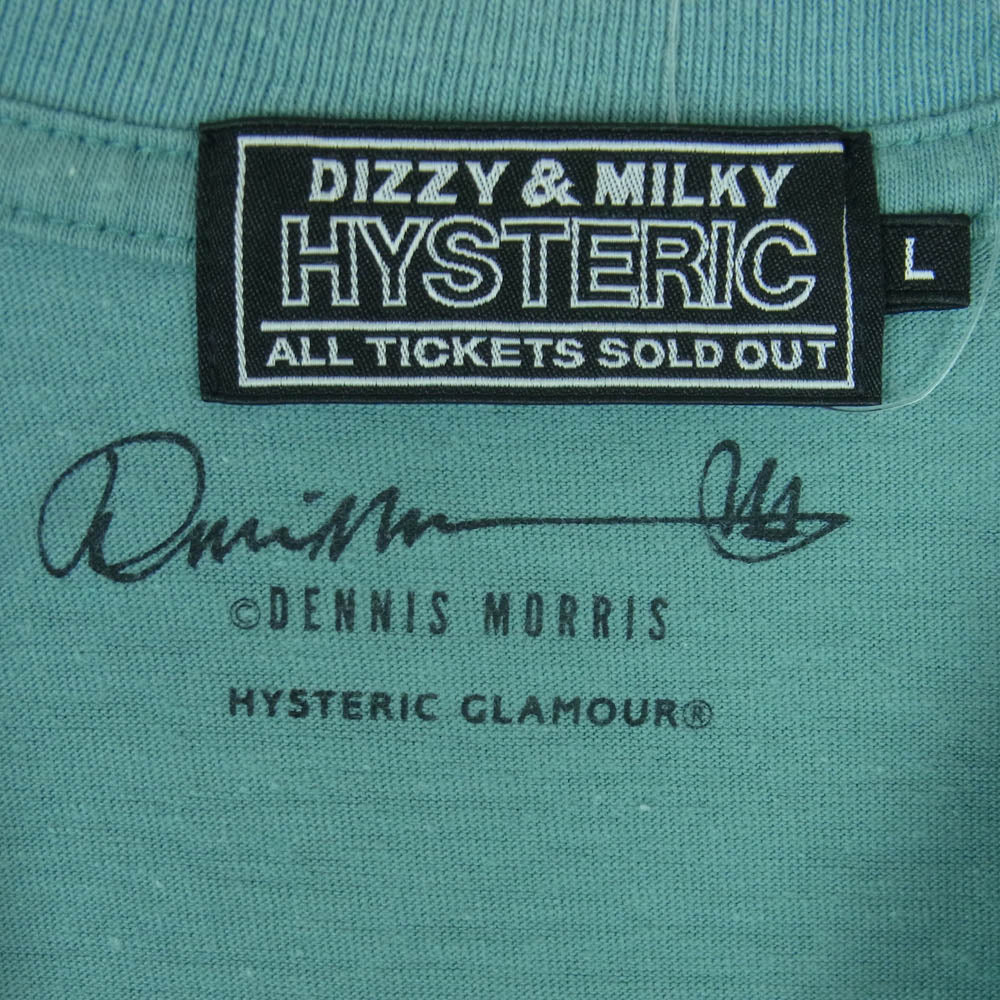 DIZZY & MILKY
HYSTERIC
L
ALL TICKETS SOLD OUT
©DENNIS MORRIS
HYSTERIC GLAMOUR®